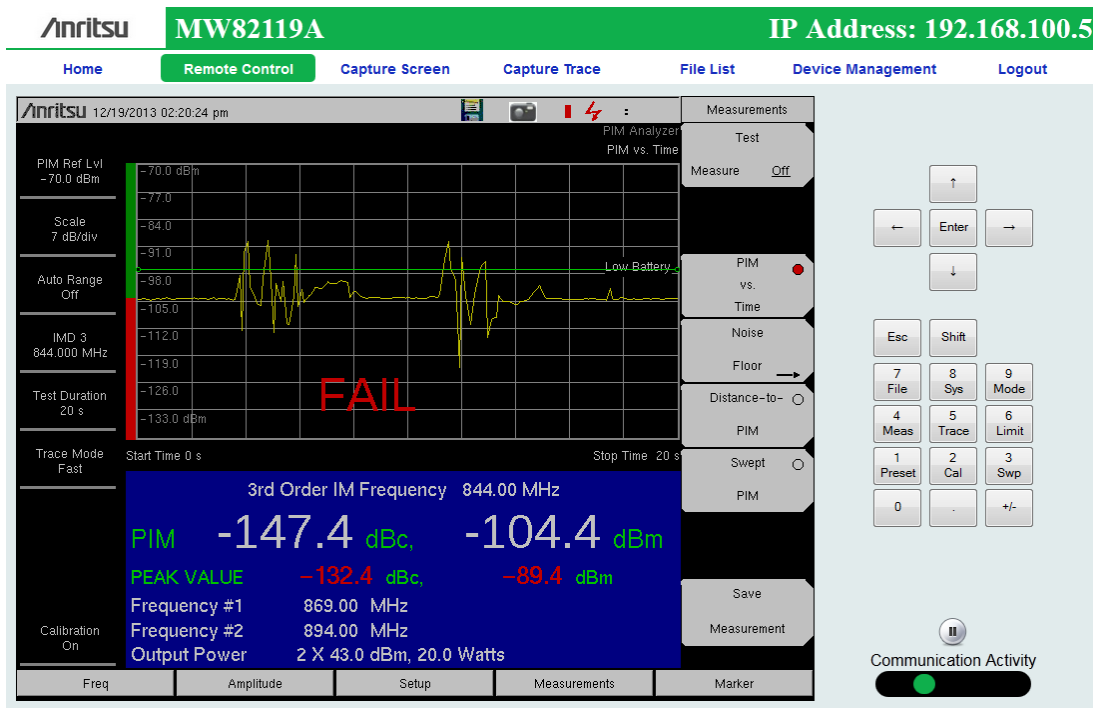 Anritsu MW82119A IP Address: 192.168.100.5
Home Remote Control Capture Screen Capture Trace File List Device Management Logout
Anritsu 12/19/2013 02:20:24 pm
PIM Analyzer
PIM vs. Time
PIM Ref Lvl
-70.0 dBm
Scale
7 dB/div
Auto Range
Off
IMD 3
844.000 MHz
Test Duration
20 s
Trace Mode
Fast
Calibration
On
-70.0 dBm
-77.0
-84.0
-91.0
-98.0
-105.0
-112.0
-119.0
-126.0
-133.0 dBm
Low Battery
FAIL
Start Time 0 s Stop Time 20 s
3rd Order IM Frequency 844.00 MHz
PIM -147.4 dBc, -104.4 dBm
PEAK VALUE -132.4 dBc, -89.4 dBm
Frequency #1 869.00 MHz
Frequency #2 894.00 MHz
Output Power 2 X 43.0 dBm, 20.0 Watts
Measurements
Test
Measure Off
PIM
vs.
Time
Noise
Floor
Distance-to-
PIM
Swept
PIM
Save
Measurement
Freq Amplitude Setup Measurements Marker
↑
← Enter →
↓
Esc Shift
7 8 9
File Sys Mode
4 5 6
Meas Trace Limit
1 2 3
Preset Cal Swp
0 . +/-
Communication Activity